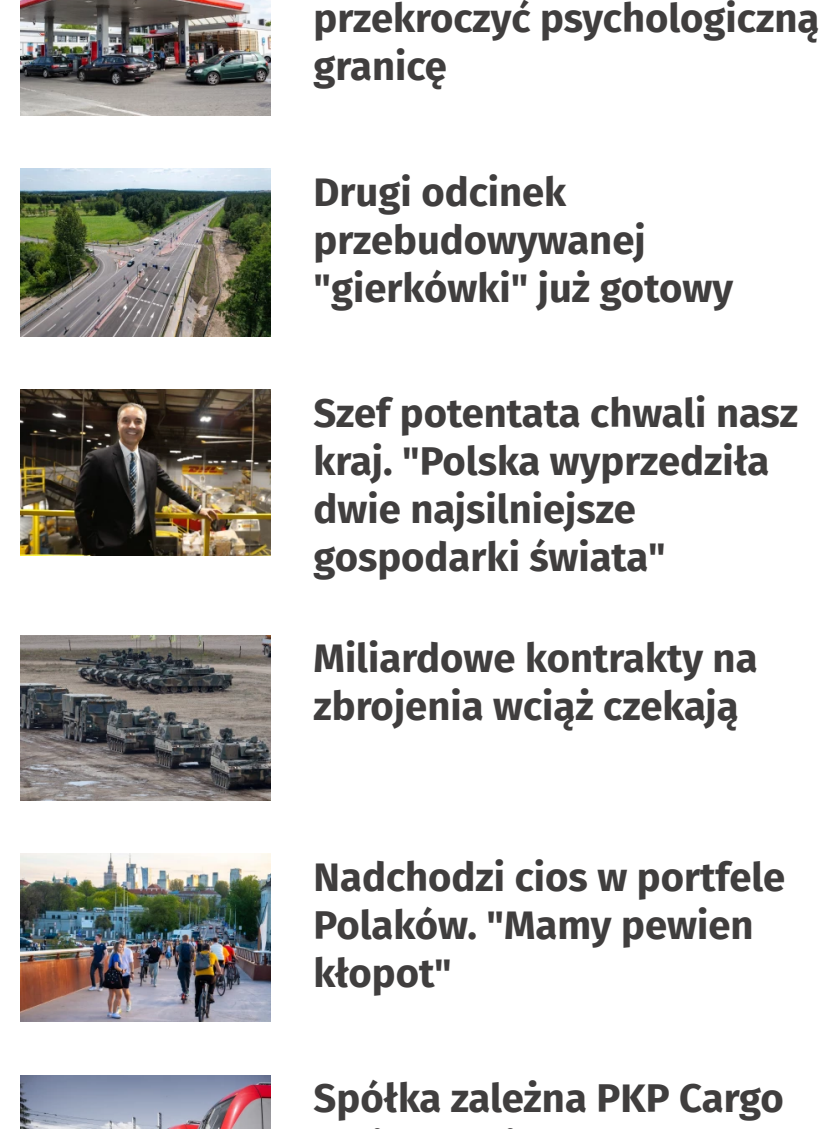 przekroczyć psychologiczną
granicę
Drugi odcinek
przebudowywanej
"gierkówki" już gotowy
Szef potentata chwali nasz
kraj. "Polska wyprzedziła
dwie najsilniejsze
gospodarki świata"
Miliardowe kontrakty na
zbrojenia wciąż czekają
Nadchodzi cios w portfele
Polaków. "Mamy pewien
kłopot"
Spółka zależna PKP Cargo